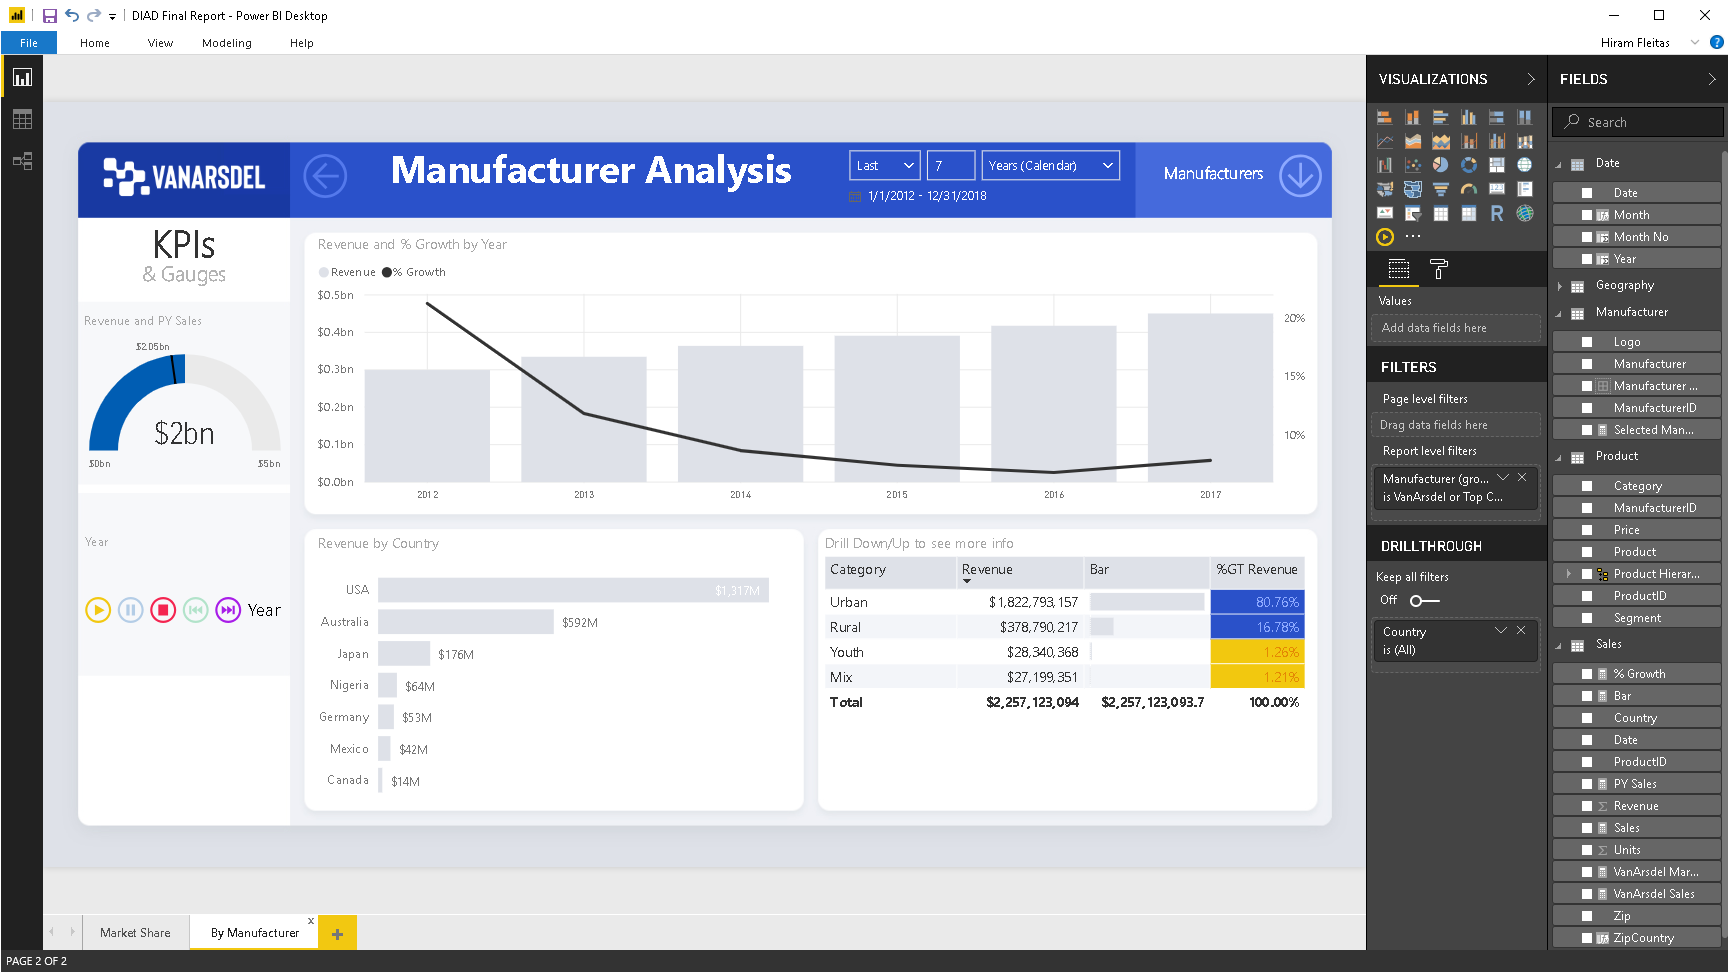 DIAD Final Report - Power BI Desktop
File Home View Modeling Help
Hiram Fleitas
?
VANARSDEL
Manufacturer Analysis
Last
7
Years (Calendar)
1/1/2012 - 12/31/2018
Manufacturers
KPIs
& Gauges
Revenue and PY Sales
$2.05bn
$2bn
$0bn
$5bn
Year
Year
Revenue and % Growth by Year
Revenue % Growth
$0.5bn
$0.4bn
$0.3bn
$0.2bn
$0.1bn
$0.0bn
20%
15%
10%
2012 2013 2014 2015 2016 2017
Revenue by Country
USA $1,317M
Australia $592M
Japan $176M
Nigeria $64M
Germany $53M
Mexico $42M
Canada $14M
Drill Down/Up to see more info
Category Revenue Bar %GT Revenue
Urban $1,822,793,157 80.76%
Rural $378,790,217 16.78%
Youth $28,340,368 1.26%
Mix $27,199,351 1.21%
Total $2,257,123,094 $2,257,123,093.7 100.00%
VISUALIZATIONS
R
...
Values
Add data fields here
FILTERS
Page level filters
Drag data fields here
Report level filters
Manufacturer (gro...
is VanArsdel or Top C...
DRILLTHROUGH
Keep all filters
Off
Country
is (All)
FIELDS
Search
Date
Date
Month
Month No
Year
Geography
Manufacturer
Logo
Manufacturer
Manufacturer ...
ManufacturerID
Selected Man...
Product
Category
ManufacturerID
Price
Product
Product Hierar...
ProductID
Segment
Sales
% Growth
Bar
Country
Date
ProductID
PY Sales
Revenue
Sales
Units
VanArsdel Mar...
VanArsdel Sales
Zip
ZipCountry
Market Share
By Manufacturer
x
+
PAGE 2 OF 2